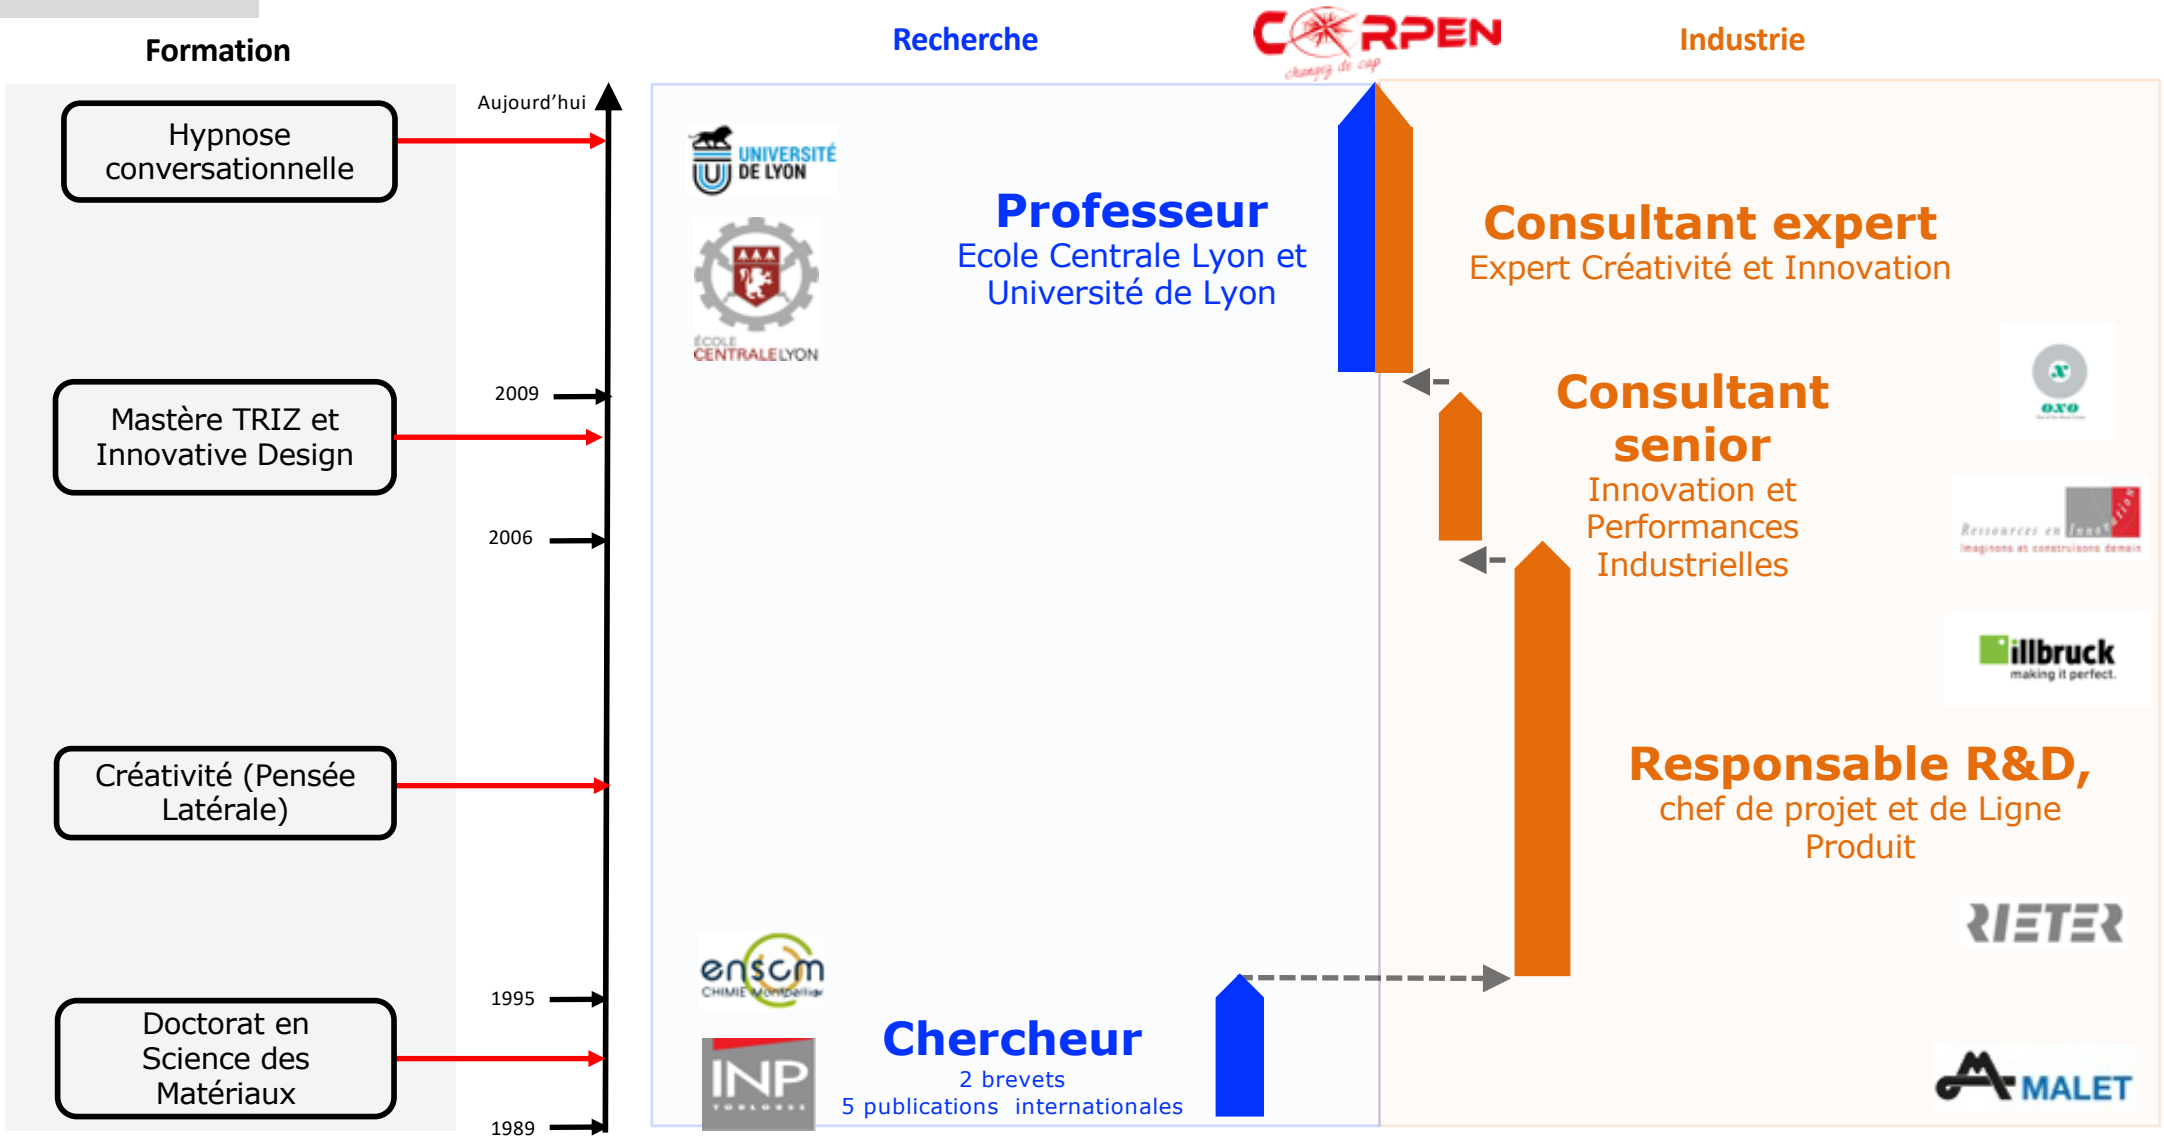 Formation
Recherche
CORPEN
changez de cap
Industrie
Aujourd’hui
Hypnose
conversationnelle
UNIVERSITÉ
DE LYON
Professeur
Ecole Centrale Lyon et
Université de Lyon
Consultant expert
Expert Créativité et Innovation
ÉCOLE
CENTRALELYON
2009
Mastère TRIZ et
Innovative Design
Consultant
senior
Innovation et
Performances
Industrielles
x
oxo
2006
Ressources en Innovation
Imaginons et construisons demain
illbruck
making it perfect.
Créativité (Pensée
Latérale)
Responsable R&D,
chef de projet et de Ligne
Produit
RIETER
enscm
CHIMIE Montpellier
1995
Doctorat en
Science des
Matériaux
INP
TOULOUSE
Chercheur
2 brevets
5 publications internationales
MALET
1989